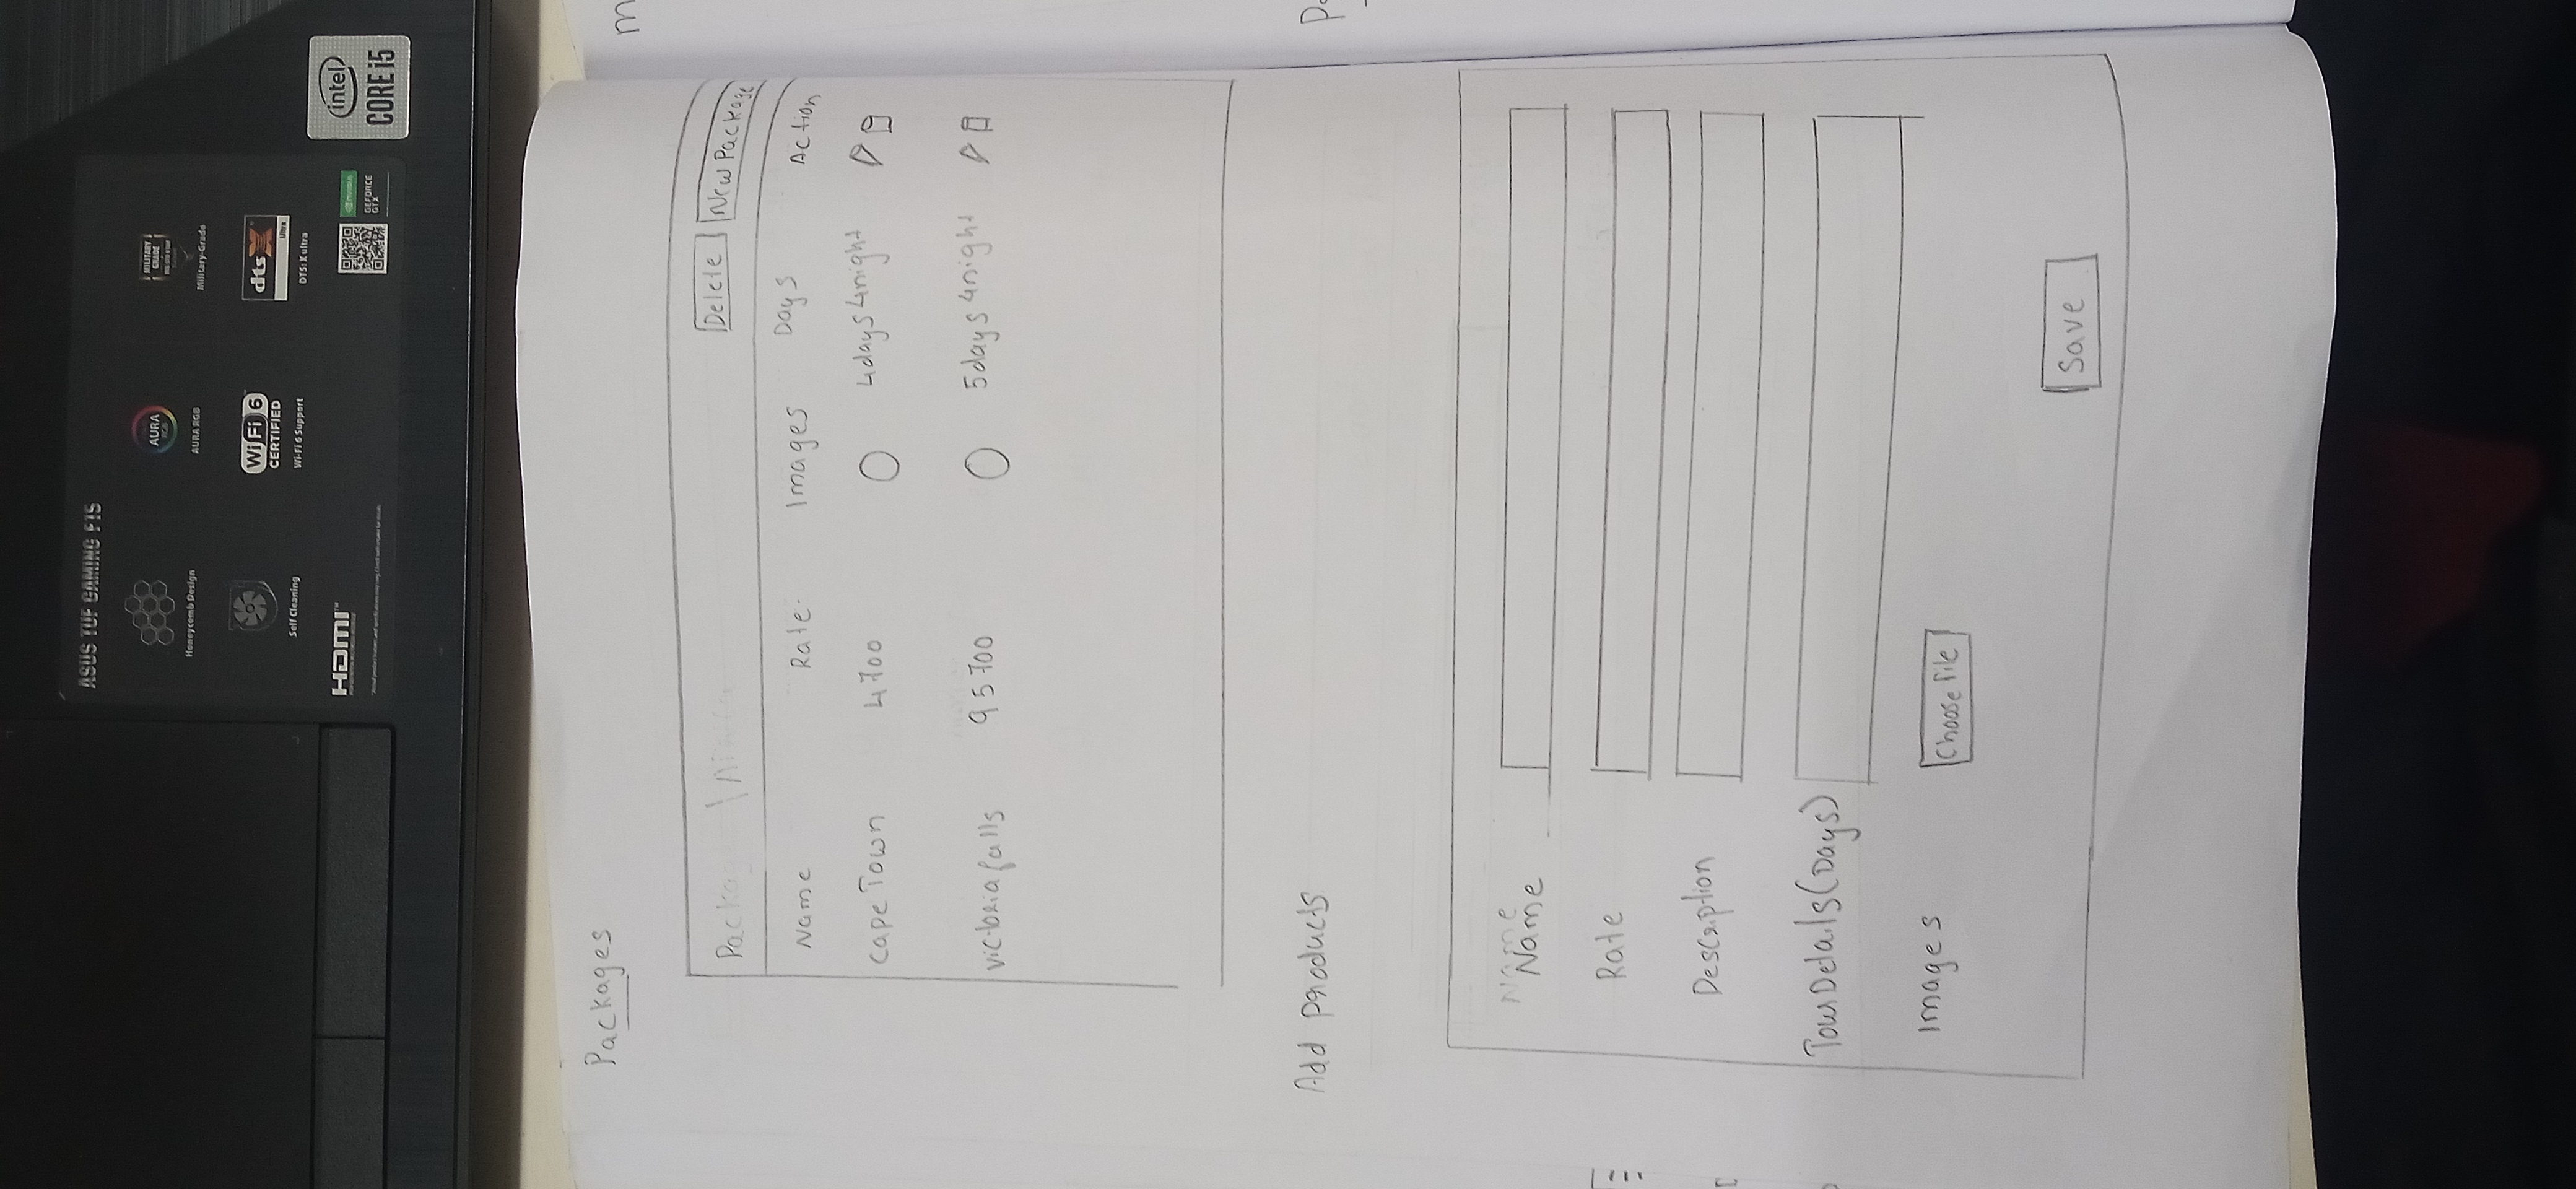 ASUS TUF GAMING F15
Honeycomb Design
AURA
AURA RGB
MILITARY GRADE
Military-Grade
Self Cleaning
WiFi 6
CERTIFIED
Wi-Fi 6 Support
dts X
Ultra
DTS:X ultra
HDMI
NVIDIA
GEFORCE GTX
intel
CORE i5
Packages
Delete New Package
Name Rate Images Days Action
Cape Town 4700 4days 4night
victoria falls 95700 5days 4night
Add products
Name
Rate
Description
Tour Details (Days)
Images Choose file
Save